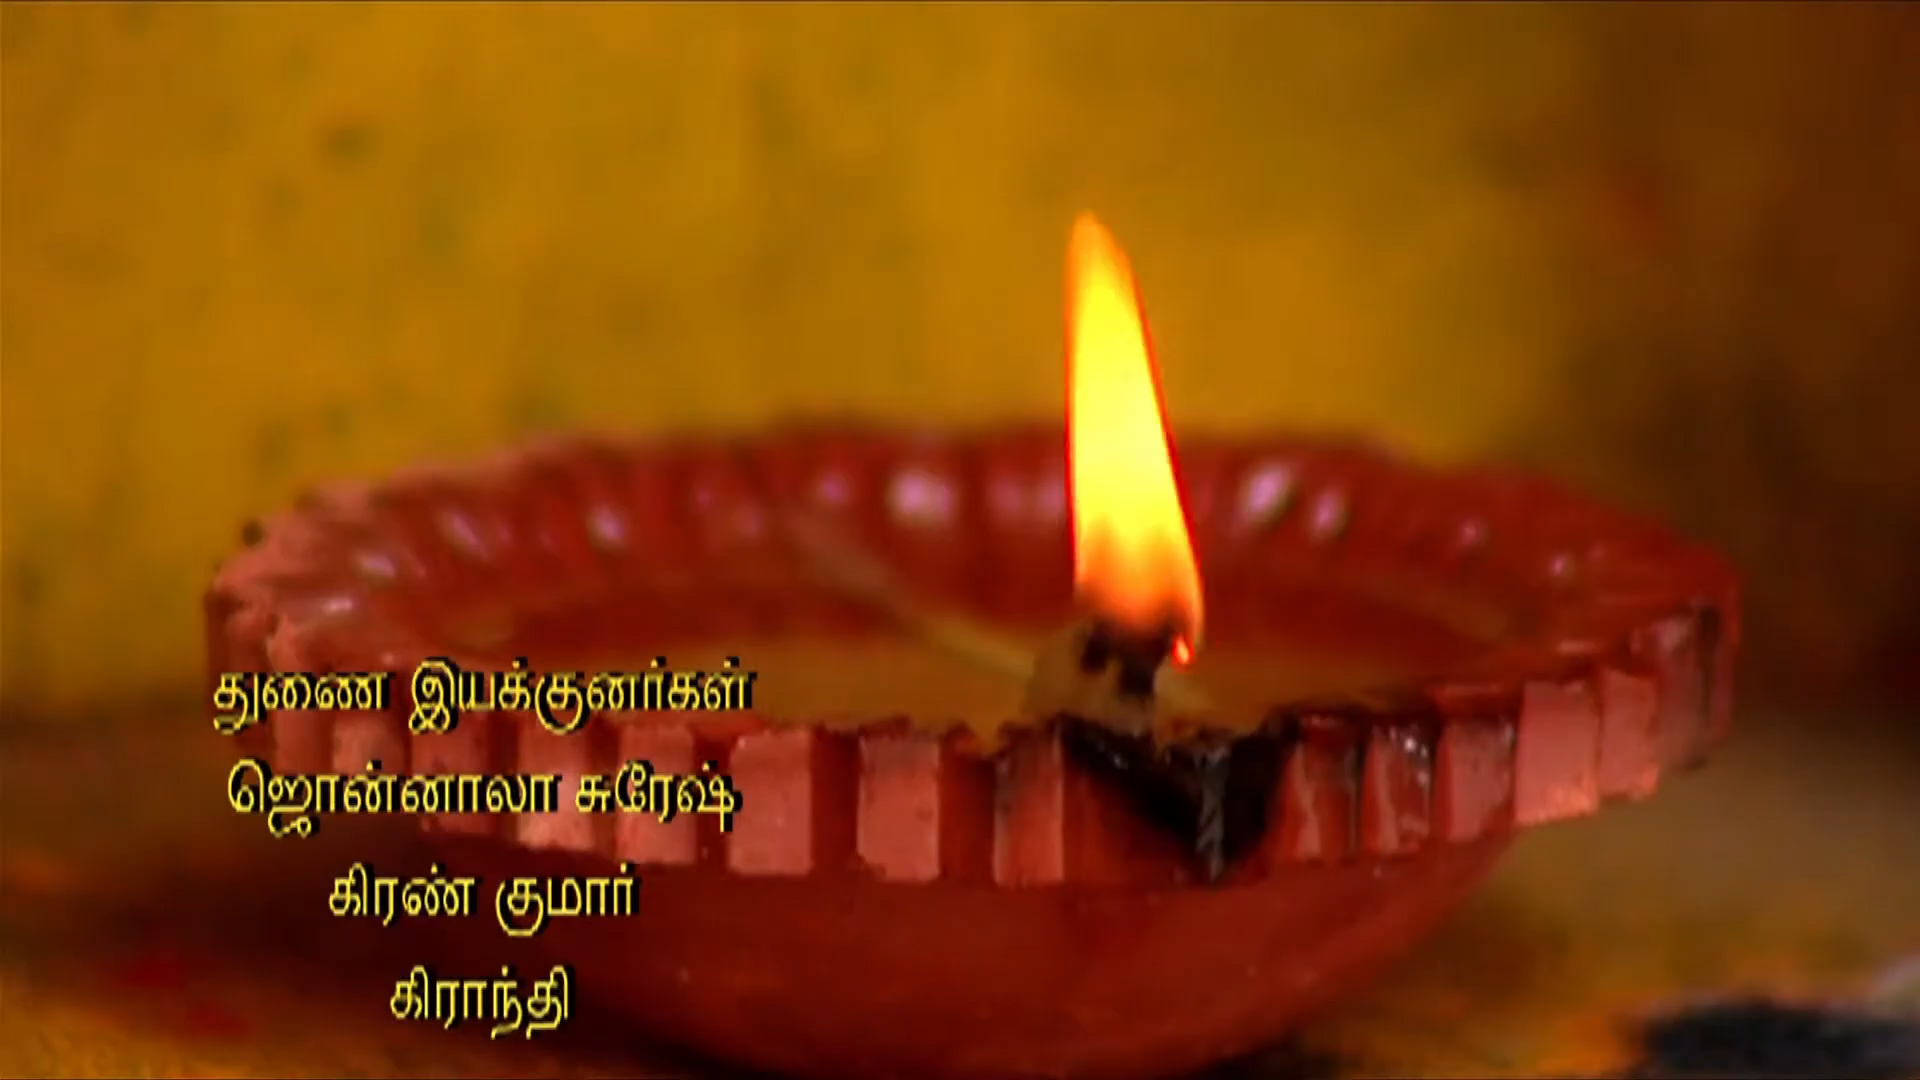 துணை இயக்குனர்கள்
ஜொன்னாலா சுரேஷ்
கிரண் குமார்
கிராந்தி